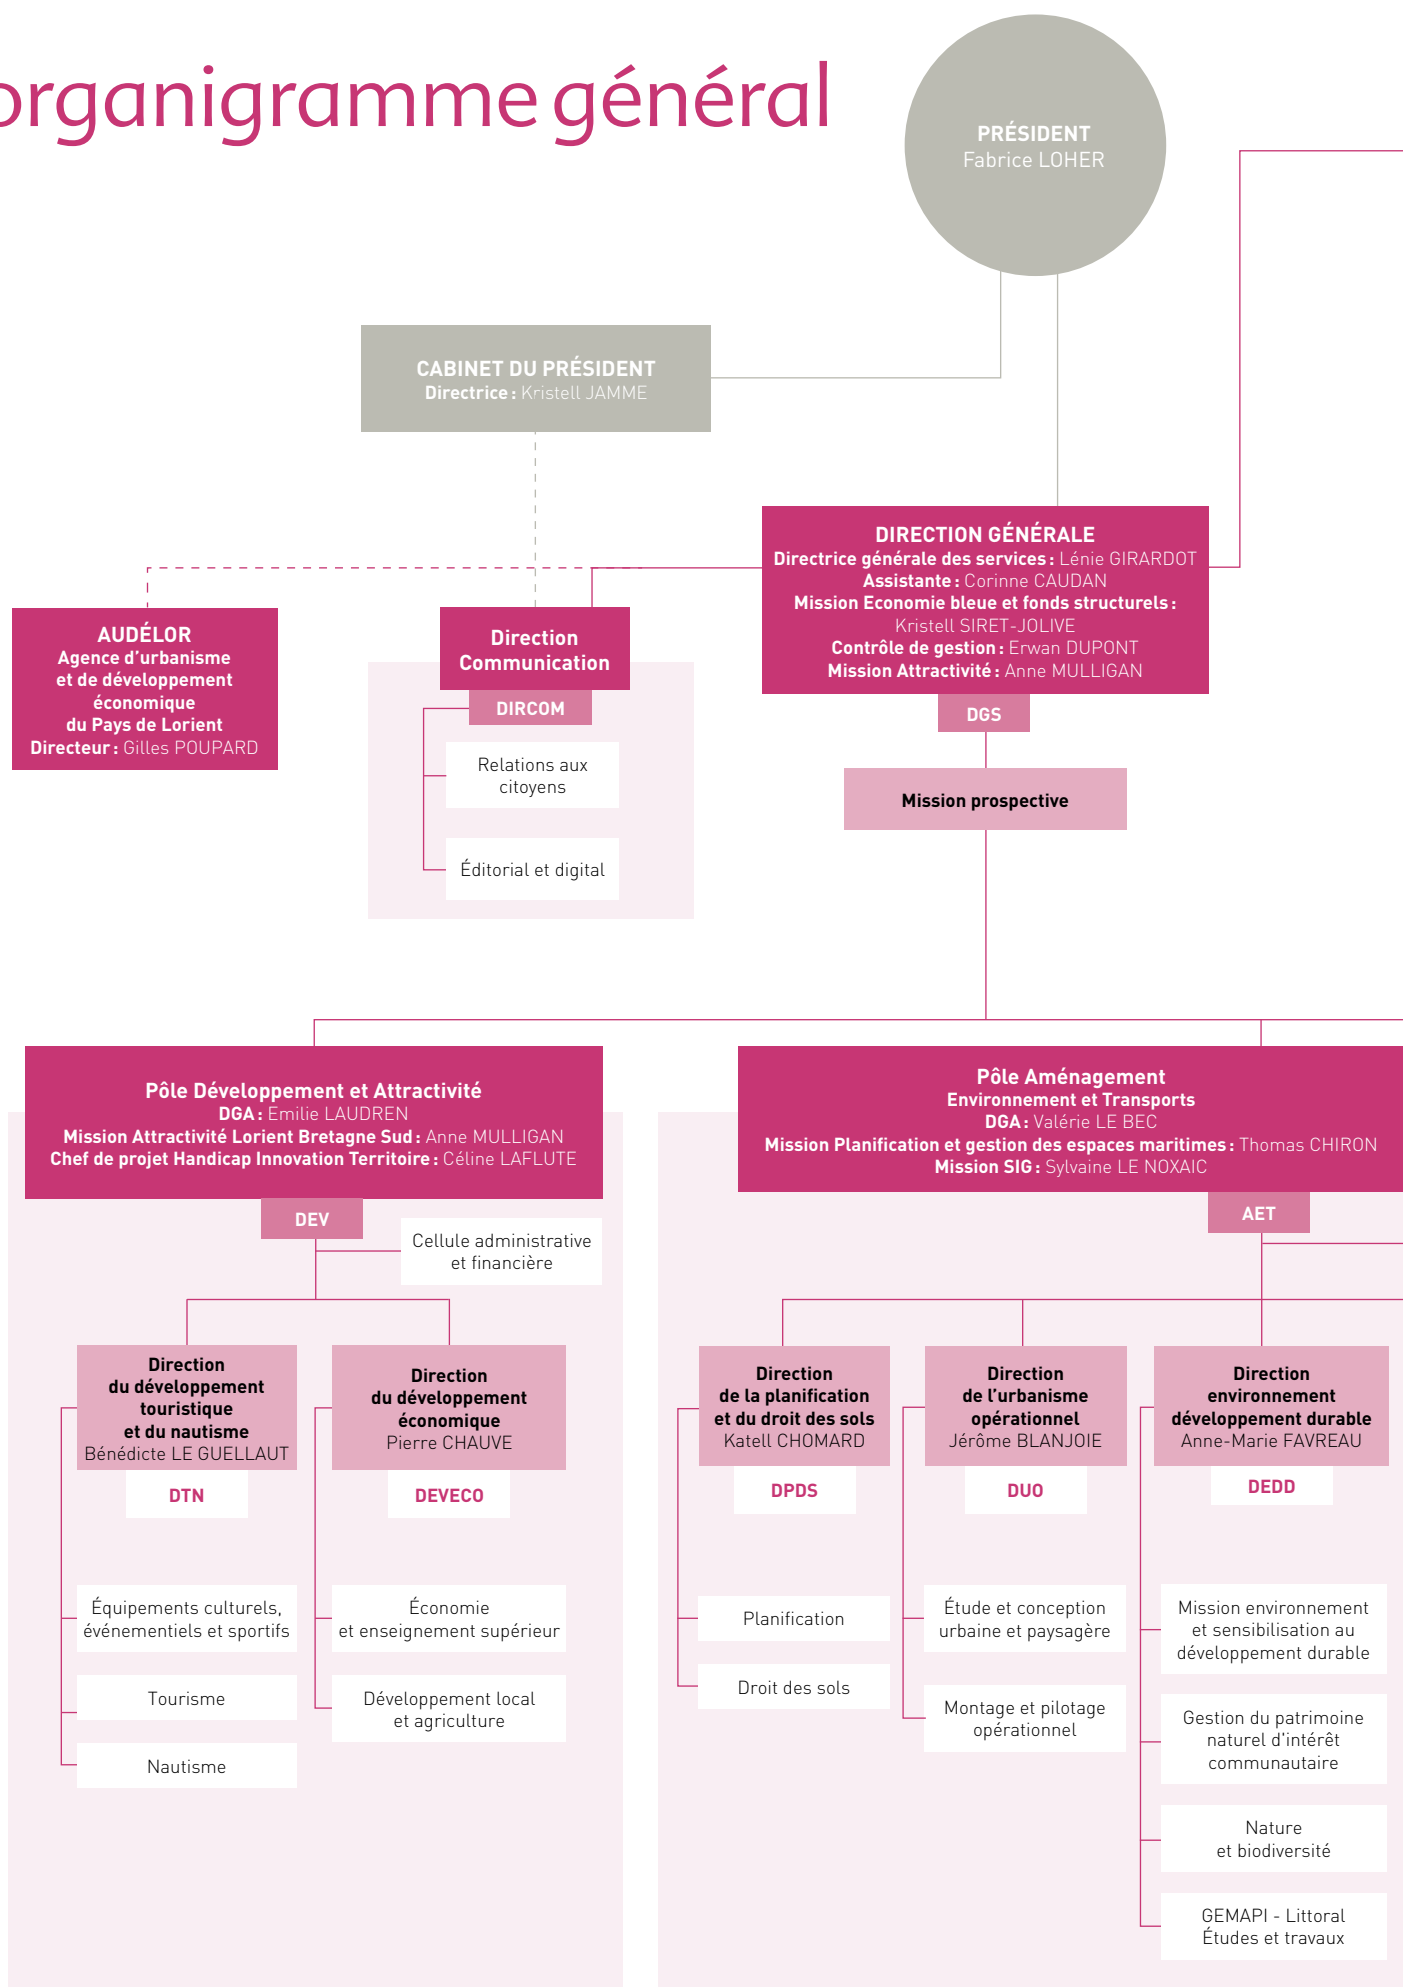 organigramme général
PRÉSIDENT
Fabrice LOHER
CABINET DU PRÉSIDENT
Directrice : Kristell JAMME
DIRECTION GÉNÉRALE
Directrice générale des services : Lénie GIRARDOT
Assistante : Corinne CAUDAN
Mission Economie bleue et fonds structurels :
Kristell SIRET-JOLIVE
Contrôle de gestion : Erwan DUPONT
Mission Attractivité : Anne MULLIGAN
DGS
AUDÉLOR
Agence d’urbanisme
et de développement
économique
du Pays de Lorient
Directeur : Gilles POUPARD
Direction
Communication
DIRCOM
Relations aux
citoyens
Éditorial et digital
Mission prospective
Pôle Développement et Attractivité
DGA : Emilie LAUDREN
Mission Attractivité Lorient Bretagne Sud : Anne MULLIGAN
Chef de projet Handicap Innovation Territoire : Céline LAFLUTE
DEV
Cellule administrative
et financière
Direction
du développement
touristique
et du nautisme
Bénédicte LE GUELLAUT
DTN
Équipements culturels,
événementiels et sportifs
Tourisme
Nautisme
Direction
du développement
économique
Pierre CHAUVE
DEVECO
Économie
et enseignement supérieur
Développement local
et agriculture
Pôle Aménagement
Environnement et Transports
DGA : Valérie LE BEC
Mission Planification et gestion des espaces maritimes : Thomas CHIRON
Mission SIG : Sylvaine LE NOXAIC
AET
Direction
de la planification
et du droit des sols
Katell CHOMARD
DPDS
Planification
Droit des sols
Direction
de l’urbanisme
opérationnel
Jérôme BLANJOIE
DUO
Étude et conception
urbaine et paysagère
Montage et pilotage
opérationnel
Direction
environnement
développement durable
Anne-Marie FAVREAU
DEDD
Mission environnement
et sensibilisation au
développement durable
Gestion du patrimoine
naturel d'intérêt
communautaire
Nature
et biodiversité
GEMAPI - Littoral
Études et travaux